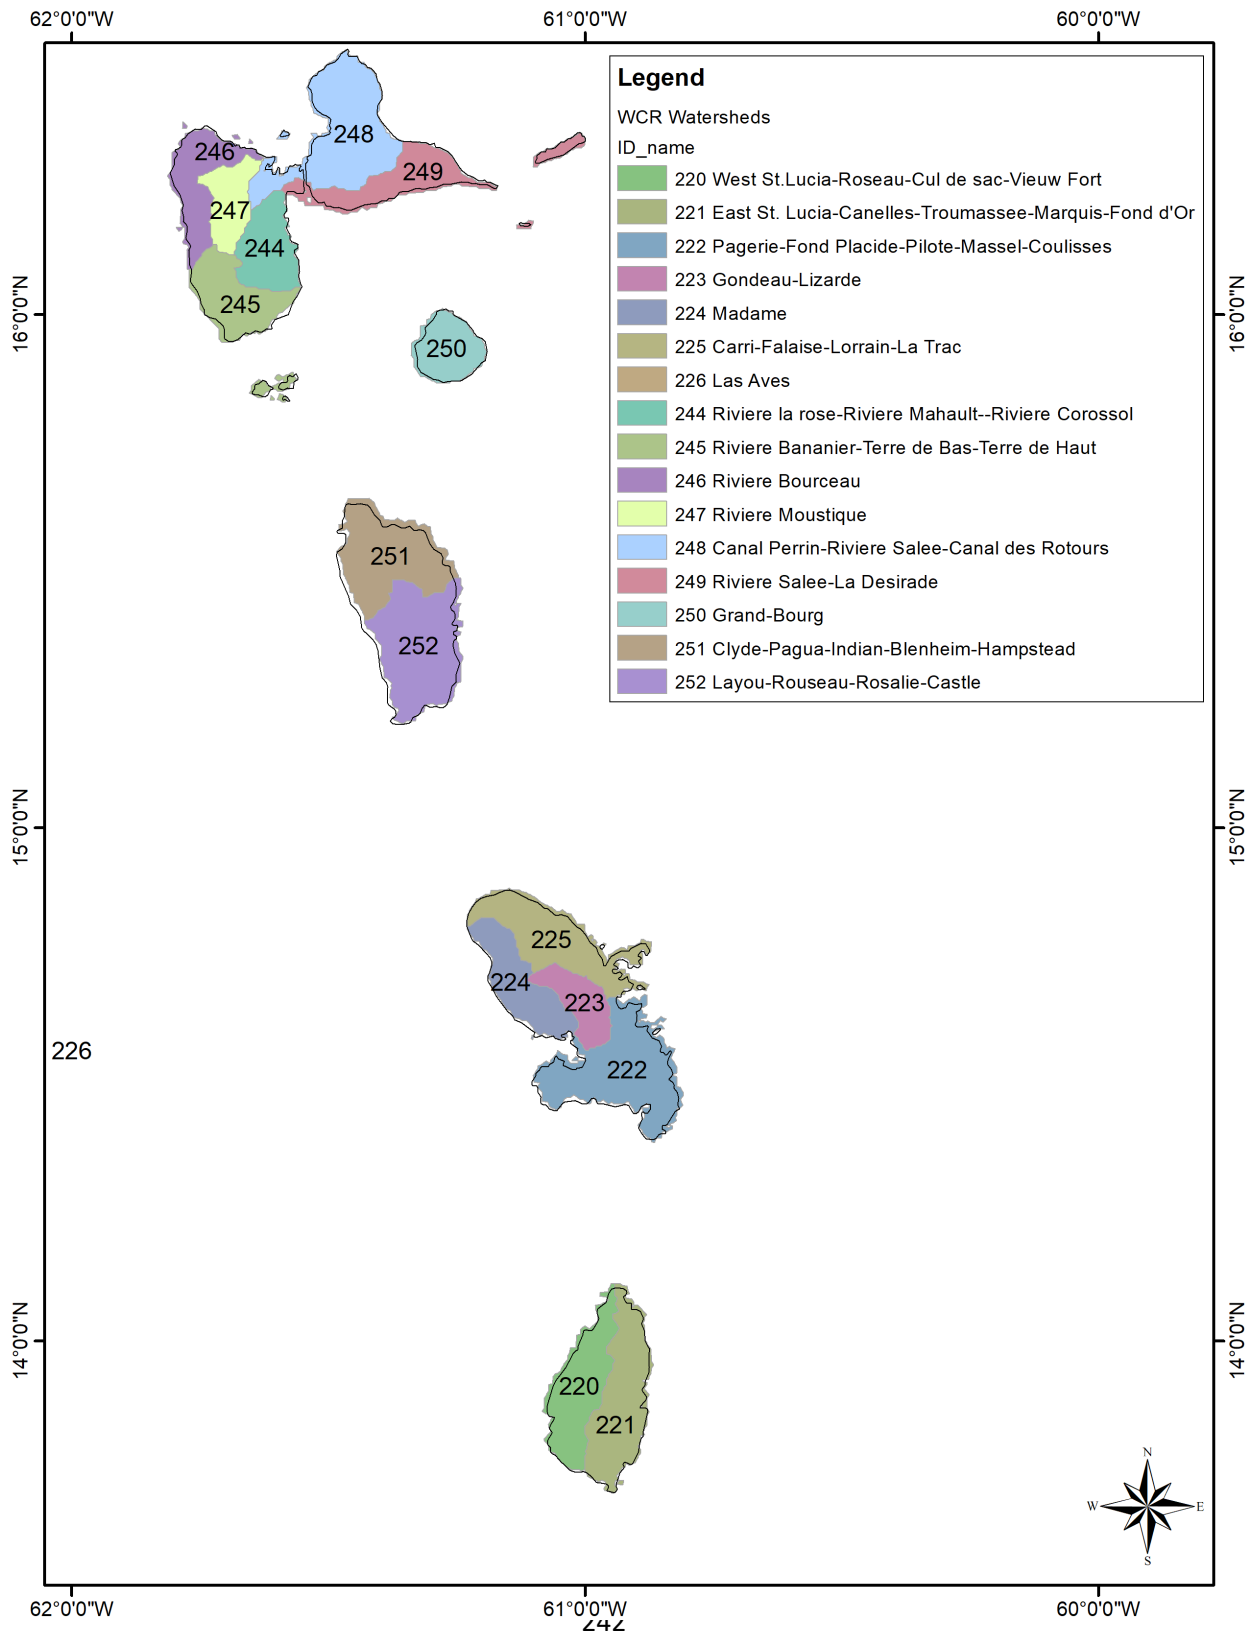 62°0'0"W 61°0'0"W 60°0'0"W
Legend
WCR Watersheds
ID_name
220 West St.Lucia-Roseau-Cul de sac-Vieuw Fort
221 East St. Lucia-Canelles-Troumassee-Marquis-Fond d'Or
222 Pagerie-Fond Placide-Pilote-Massel-Coulisses
223 Gondeau-Lizarde
224 Madame
225 Carri-Falaise-Lorrain-La Trac
226 Las Aves
244 Riviere la rose-Riviere Mahault--Riviere Corossol
245 Riviere Bananier-Terre de Bas-Terre de Haut
246 Riviere Bourceau
247 Riviere Moustique
248 Canal Perrin-Riviere Salee-Canal des Rotours
249 Riviere Salee-La Desirade
250 Grand-Bourg
251 Clyde-Pagua-Indian-Blenheim-Hampstead
252 Layou-Rouseau-Rosalie-Castle
248
246
249
247
244
245
16°0'0"N 16°0'0"N
250
251
252
15°0'0"N 15°0'0"N
225
224
223
226
222
14°0'0"N 14°0'0"N
220
221
N
W E
S
62°0'0"W 61°0'0"W 60°0'0"W
242